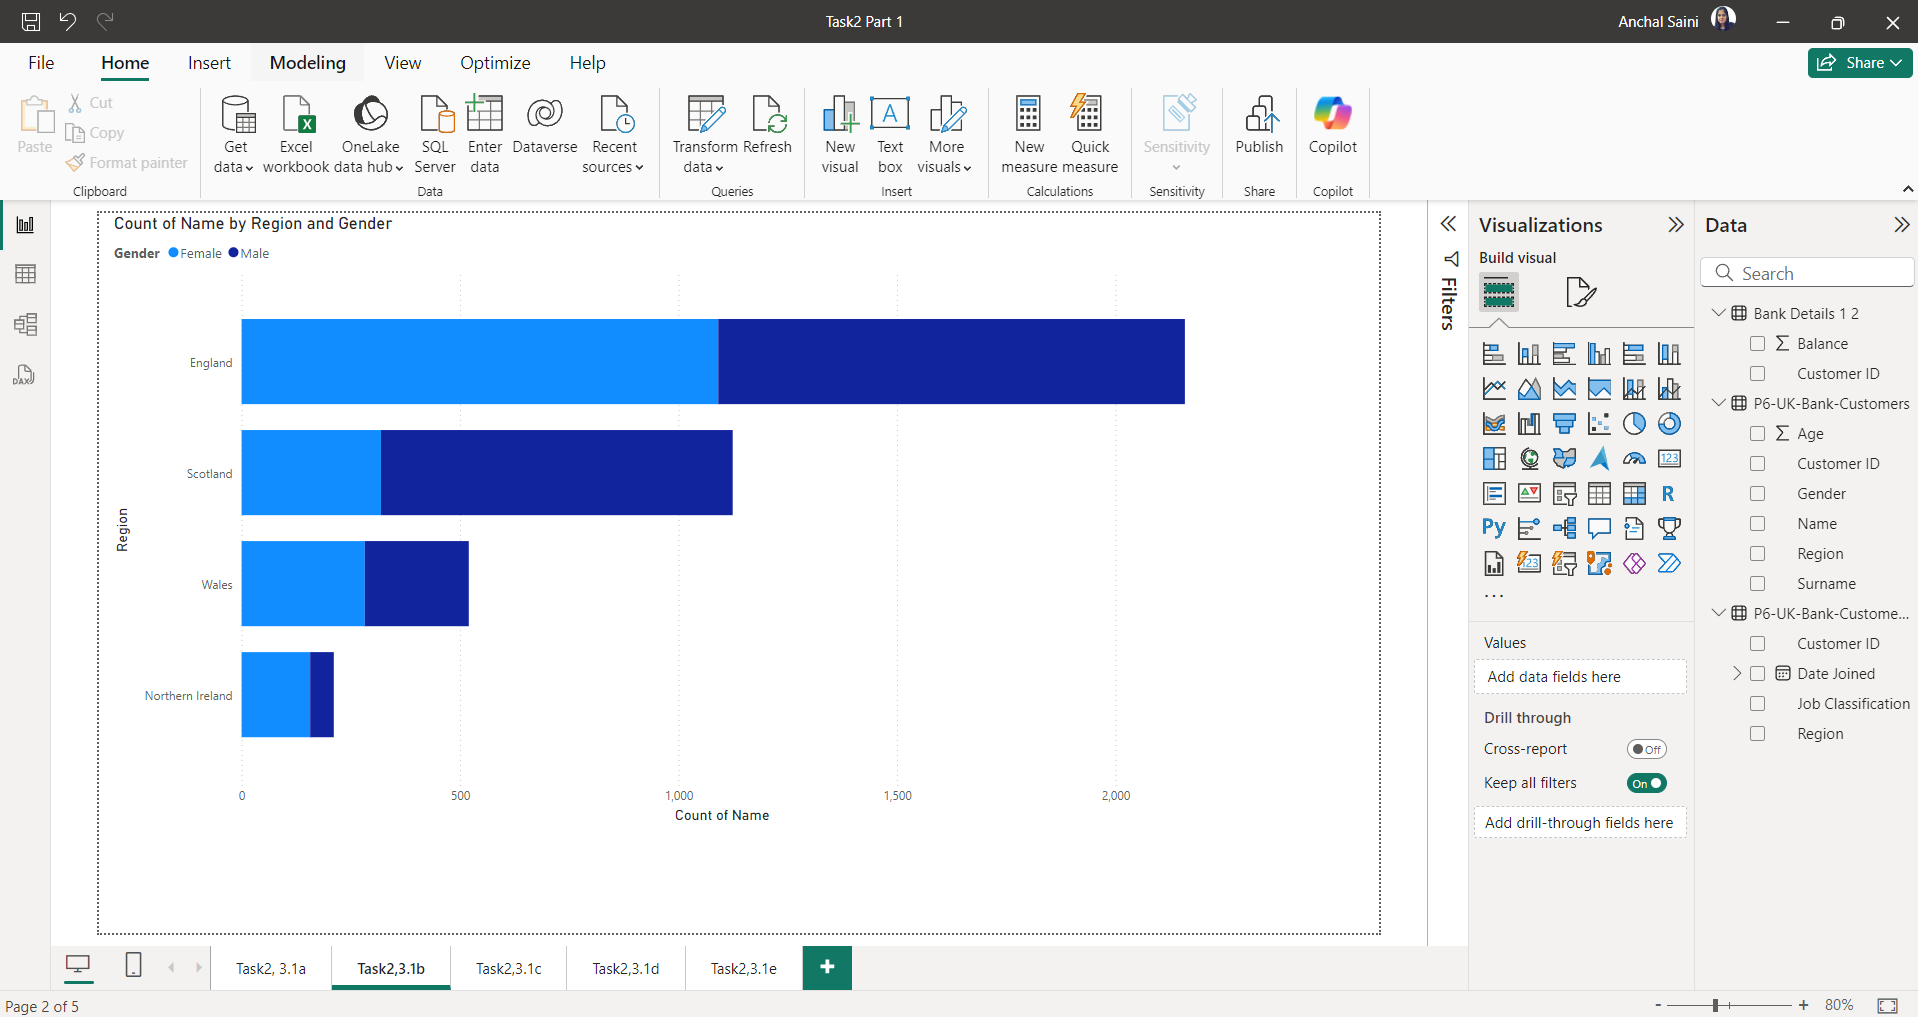 Task2 Part 1
Anchal Saini
File
Home
Insert
Modeling
View
Optimize
Help
Share
Paste
Cut
Copy
Format painter
Clipboard
Get data
Excel workbook
OneLake data hub
SQL Server
Enter data
Dataverse
Recent sources
Data
Transform data
Refresh
Queries
New visual
Text box
More visuals
Insert
New measure
Quick measure
Calculations
Sensitivity
Sensitivity
Publish
Share
Copilot
Copilot
Count of Name by Region and Gender
Gender Female Male
England
Scotland
Wales
Northern Ireland
Region
0 500 1,000 1,500 2,000
Count of Name
Filters
Visualizations
Build visual
123
R
Py
123
...
Values
Add data fields here
Drill through
Cross-report Off
Keep all filters On
Add drill-through fields here
Data
Search
Bank Details 1 2
Σ Balance
Customer ID
P6-UK-Bank-Customers
Σ Age
Customer ID
Gender
Name
Region
Surname
P6-UK-Bank-Custome...
Customer ID
Date Joined
Job Classification
Region
DAX
A
Task2, 3.1a
Task2,3.1b
Task2,3.1c
Task2,3.1d
Task2,3.1e
+
Page 2 of 5
- + 80%